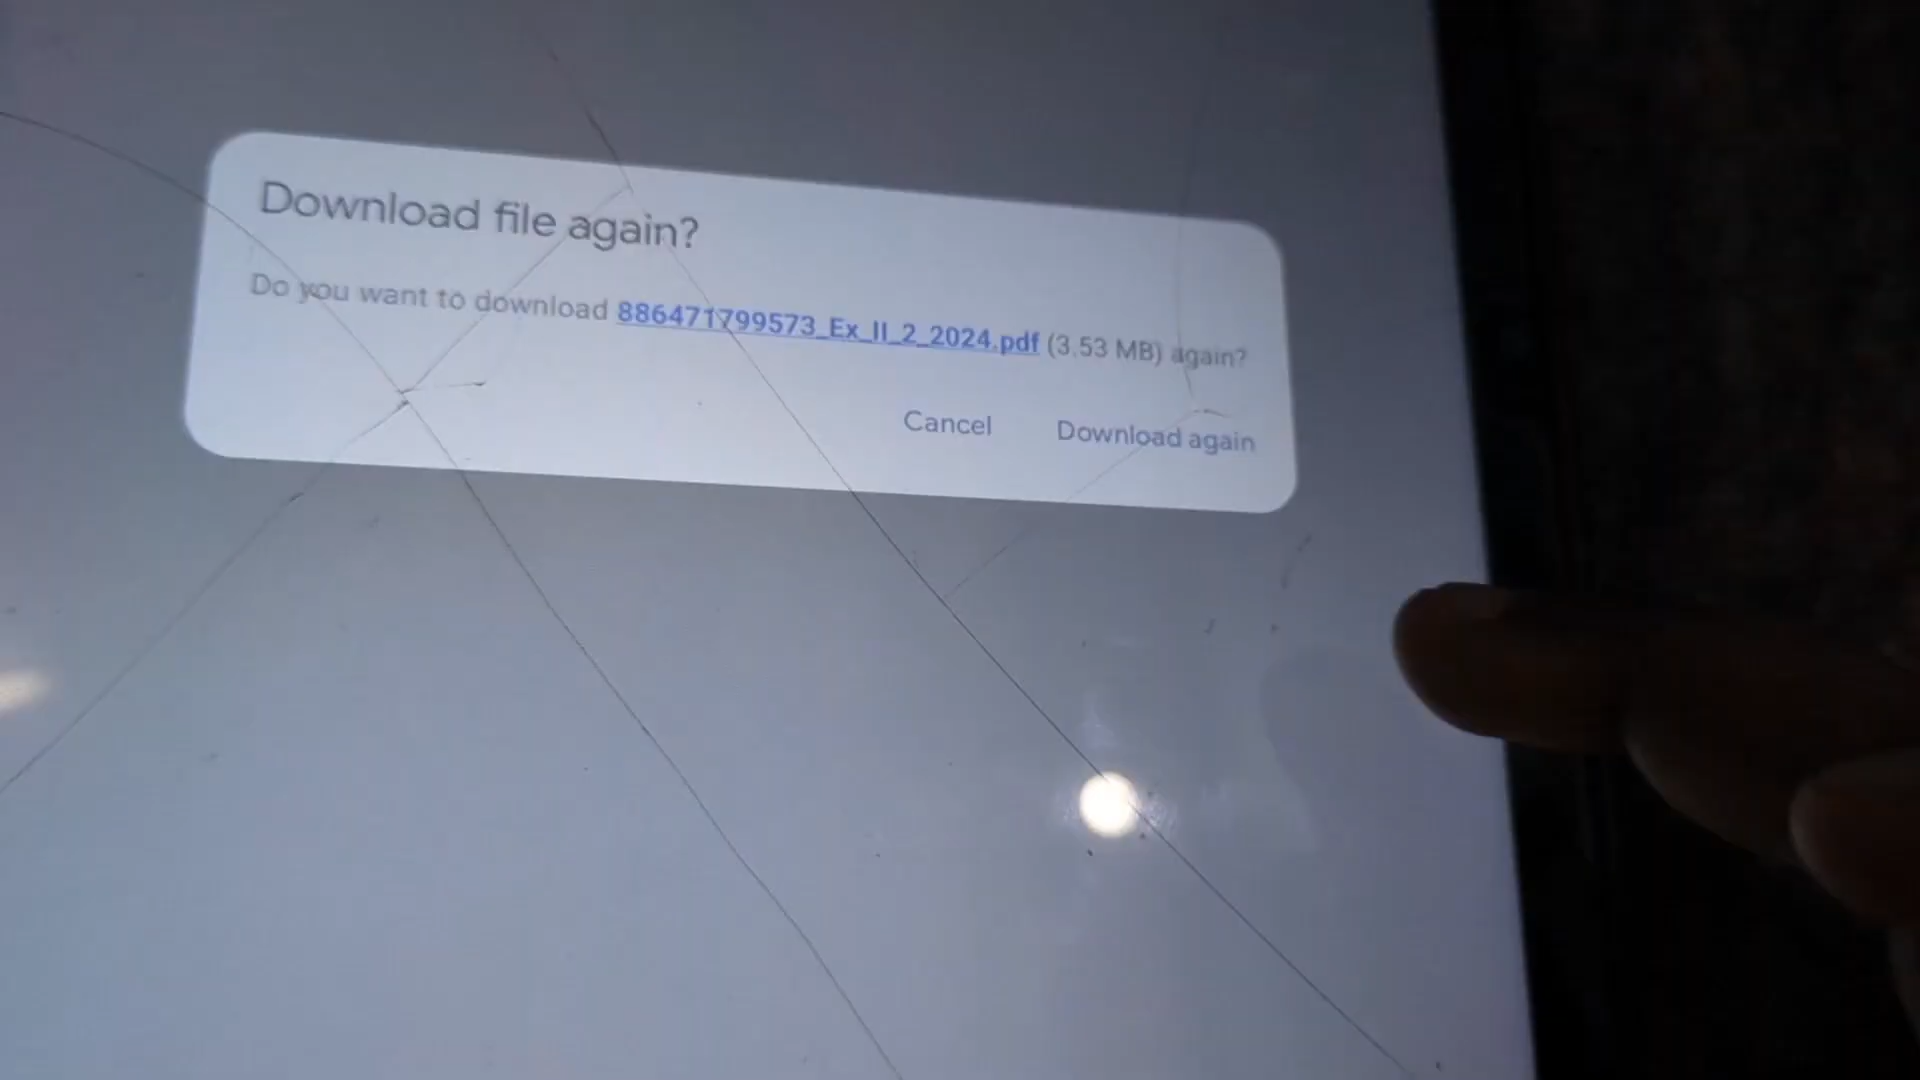 Download file again?
Do you want to download 886471799573_Ex_II_2_2024.pdf (3.53 MB) again?
Cancel Download again